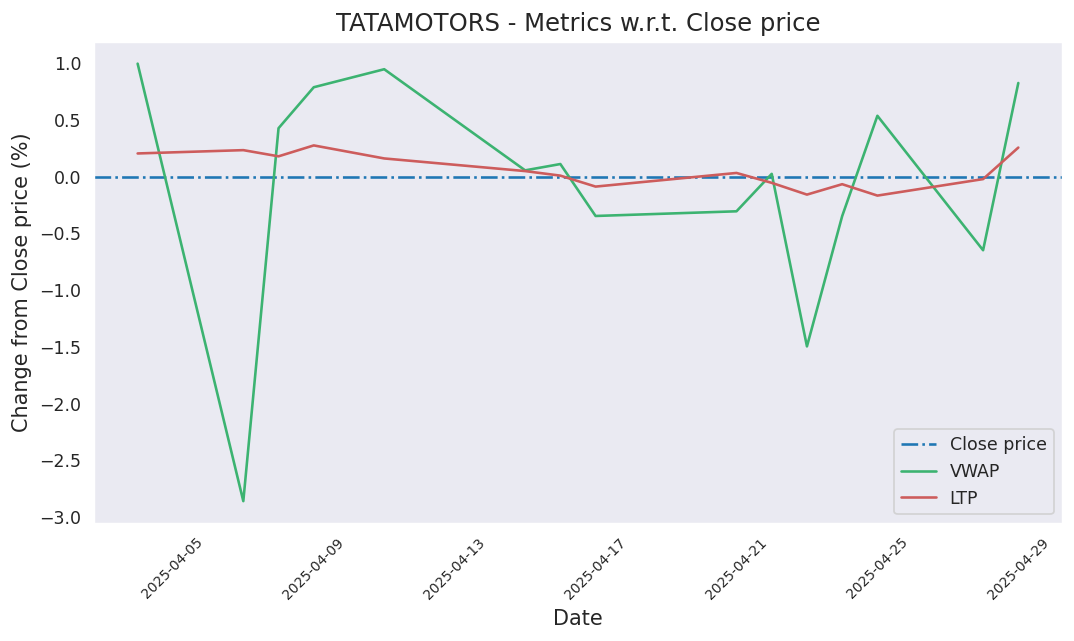 TATAMOTORS - Metrics w.r.t. Close price
Change from Close price (%)
1.0
0.5
0.0
−0.5
−1.0
−1.5
−2.0
−2.5
−3.0
Close price
VWAP
LTP
2025-04-05
2025-04-09
2025-04-13
2025-04-17
2025-04-21
2025-04-25
2025-04-29
Date